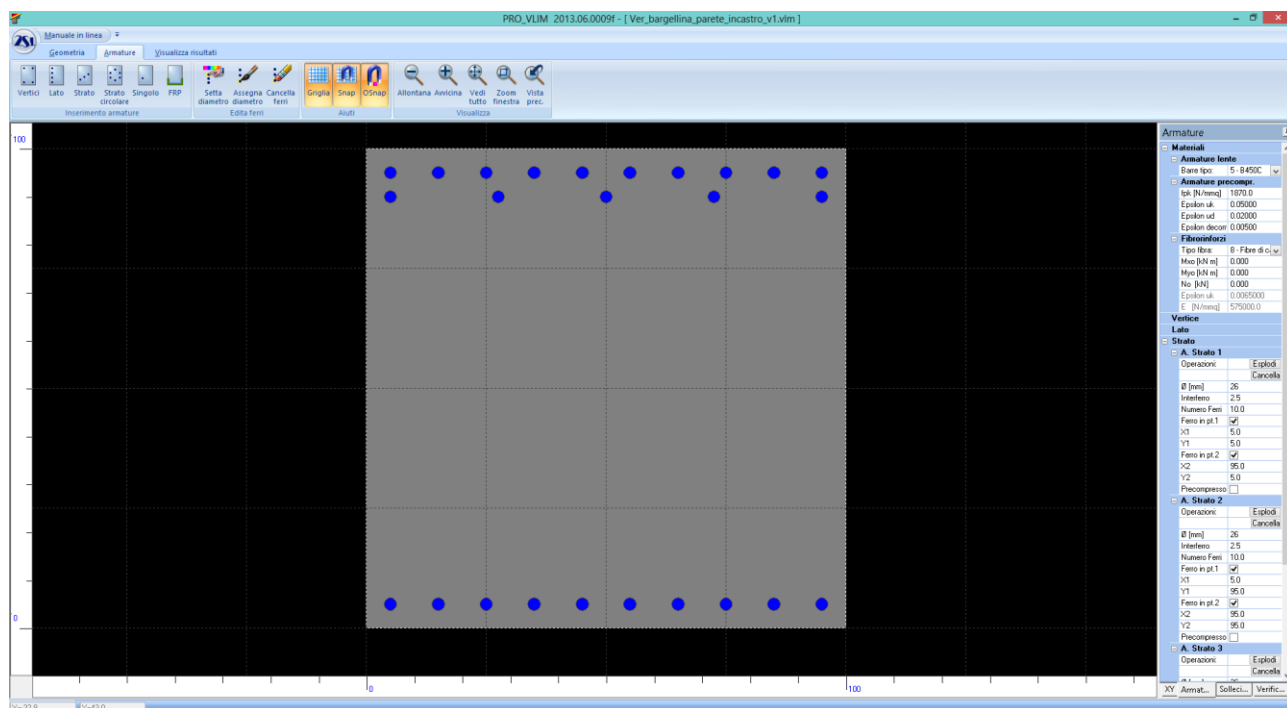 PRO_VLIM 2013.06.0009f - [ Ver_bargellina_parete_incastro_v1.vlm ]
2SI
Manuale in linea
Geometria Armature Visualizza risultati
Vertici Lato Strato Strato circolare Singolo FRP Setta diametro Assegna diametro Cancella ferri Griglia Snap OSnap Allontana Avvicina Vedi tutto Zoom finestra Vista prec.
Inserimento armature Edita ferri Aiuti Visualizza
100
0
0
100
Armature
Materiali
Armature lente
Barre tipo: 5 - B450C
Armature precompr.
fpk [N/mmq] 1870.0
Epsilon uk 0.05000
Epsilon ud 0.02000
Epsilon decom 0.00500
Fibrorinforzi
Tipo fibra: 8 - Fibre di c
Mxo [kN m] 0.000
Myo [kN m] 0.000
No [kN] 0.000
Epsilon uk 0.0065000
E [N/mmq] 575000.0
Vertice
Lato
Strato
A. Strato 1
Operazioni: Esplodi
Cancella
Ø [mm] 26
Interferro 2.5
Numero Ferri 10.0
Ferro in pt.1
X1 5.0
Y1 5.0
Ferro in pt.2
X2 95.0
Y2 5.0
Precompresso
A. Strato 2
Operazioni: Esplodi
Cancella
Ø [mm] 26
Interferro 2.5
Numero Ferri 10.0
Ferro in pt.1
X1 5.0
Y1 95.0
Ferro in pt.2
X2 95.0
Y2 95.0
Precompresso
A. Strato 3
Operazioni: Esplodi
Cancella
XY Armat... Solleci... Verific...